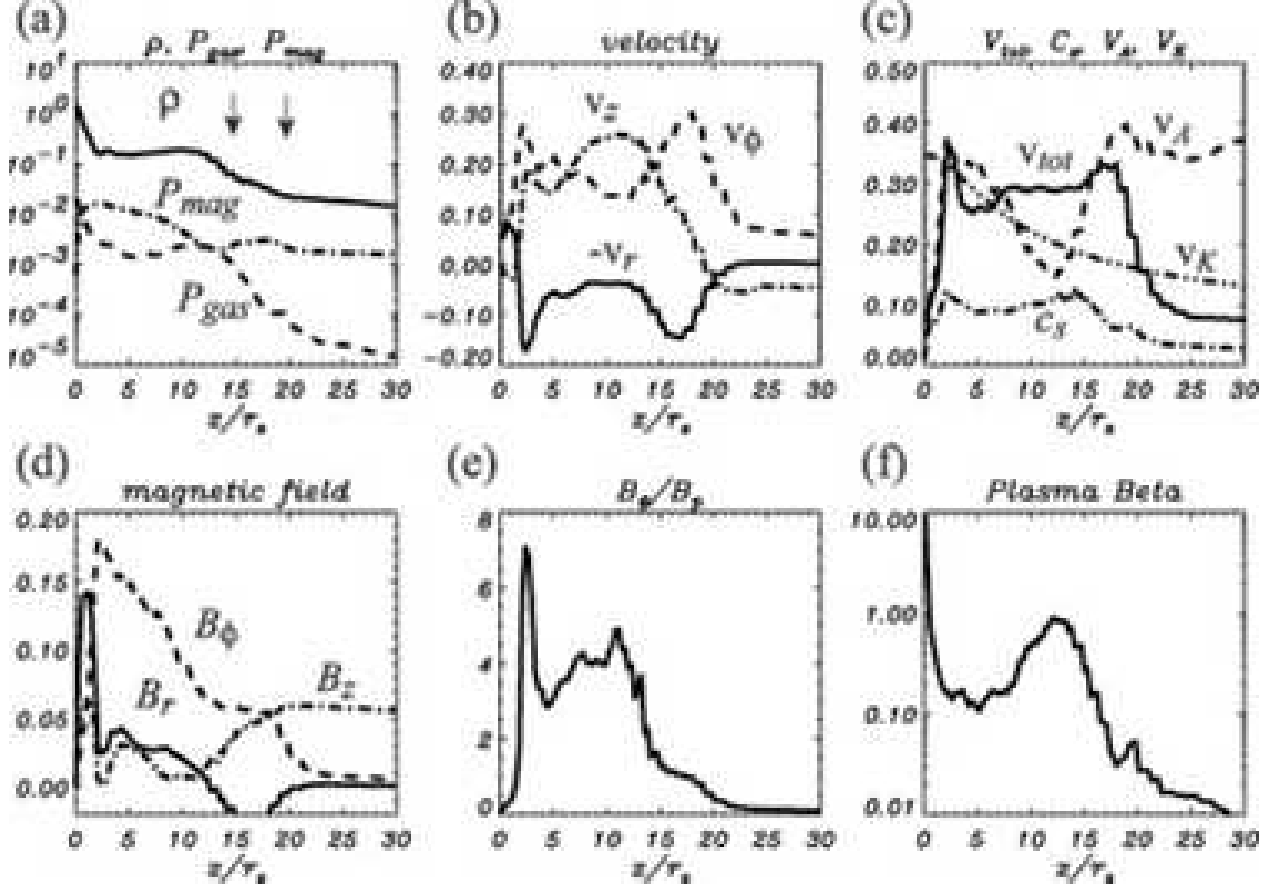 (a)
ρ, P_gas, P_mag
10^1
10^0
10^-1
10^-2
10^-3
10^-4
10^-5
ρ
P_mag
P_gas
0 5 10 15 20 25 30
z/r_s
(b)
velocity
0.40
0.30
0.20
0.10
0.00
-0.10
-0.20
v_z
v_ϕ
-v_r
0 5 10 15 20 25 30
z/r_s
(c)
V_tot, C_s, V_A, V_K
0.50
0.40
0.30
0.20
0.10
0.00
v_A
v_tot
v_K
c_s
0 5 10 15 20 25 30
z/r_s
(d)
magnetic field
0.20
0.15
0.10
0.05
0.00
B_ϕ
B_r
B_z
0 5 10 15 20 25 30
z/r_s
(e)
B_ϕ/B_p
8
6
4
2
0
0 5 10 15 20 25 30
z/r_s
(f)
Plasma Beta
10.00
1.00
0.10
0.01
0 5 10 15 20 25 30
z/r_s